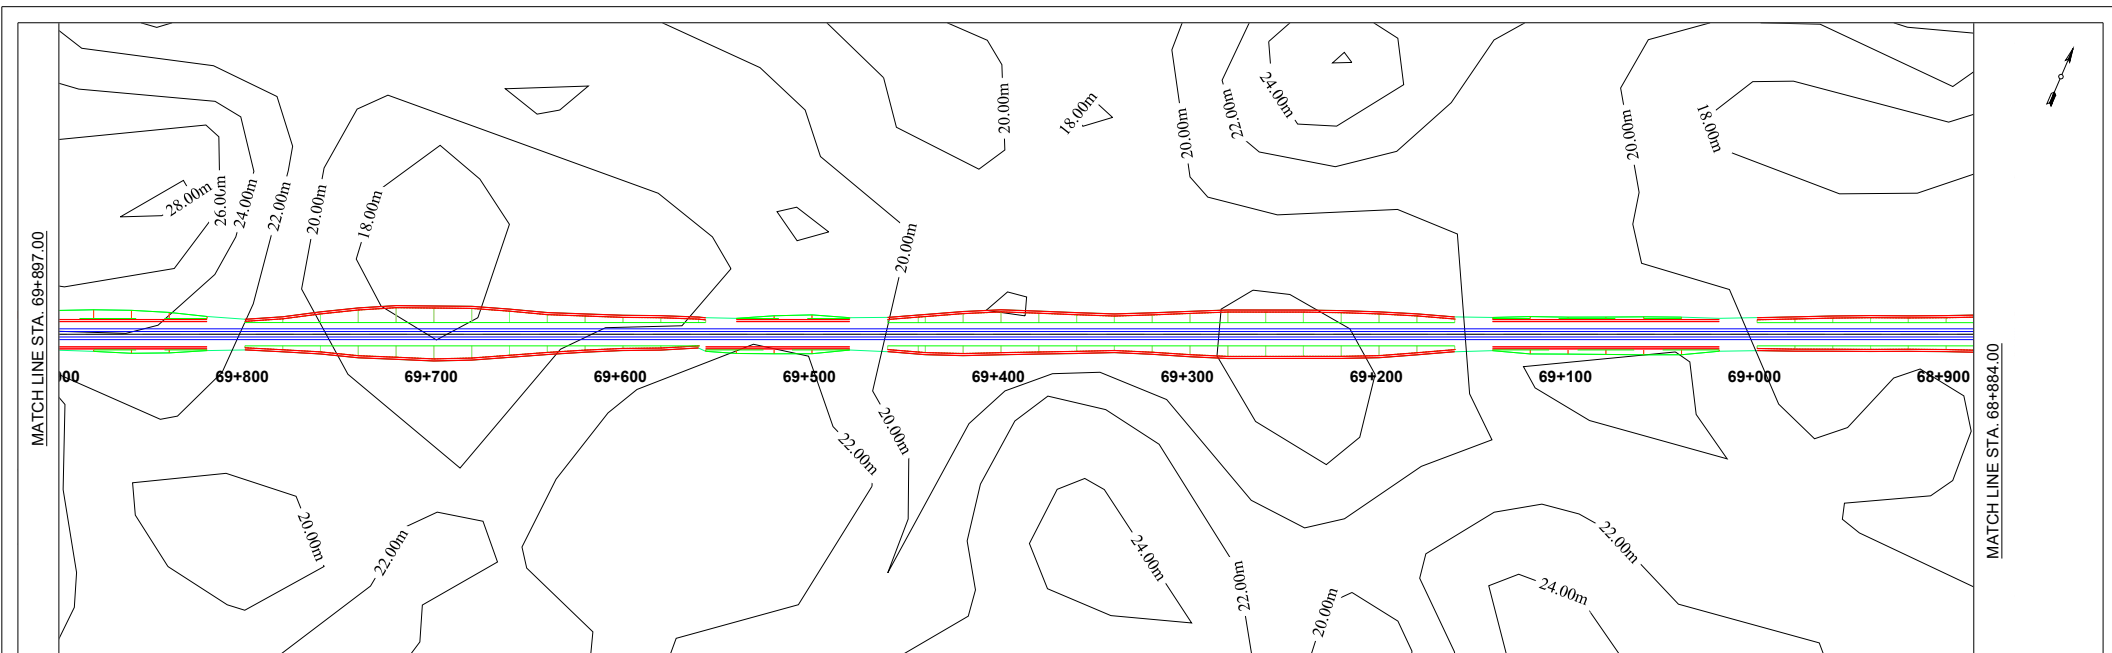 MATCH LINE STA. 69+897.00
28.00m
26.00m
24.00m
22.00m
20.00m
18.00m
20.00m
20.00m
18.00m
20.00m
22.00m
24.00m
20.00m
18.00m
69+800
69+700
69+600
69+500
69+400
69+300
69+200
69+100
69+000
68+900
20.00m
22.00m
22.00m
20.00m
24.00m
22.00m
20.00m
22.00m
24.00m
MATCH LINE STA. 68+884.00